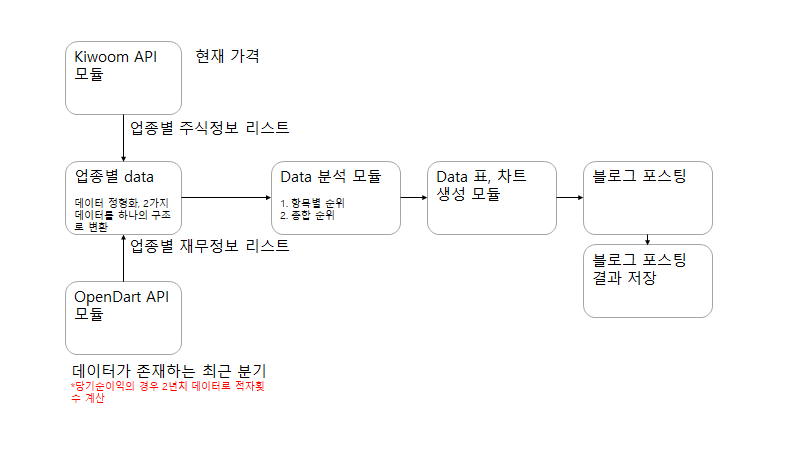 Kiwoom API
모듈
현재 가격
업종별 주식정보 리스트
업종별 data
데이터 정형화, 2가지
데이터를 하나의 구조
로 변환
Data 분석 모듈
1. 항목별 순위
2. 종합 순위
Data 표, 차트
생성 모듈
블로그 포스팅
업종별 재무정보 리스트
블로그 포스팅
결과 저장
OpenDart API
모듈
데이터가 존재하는 최근 분기
*당기순이익의 경우 2년치 데이터로 적자횟
수 계산